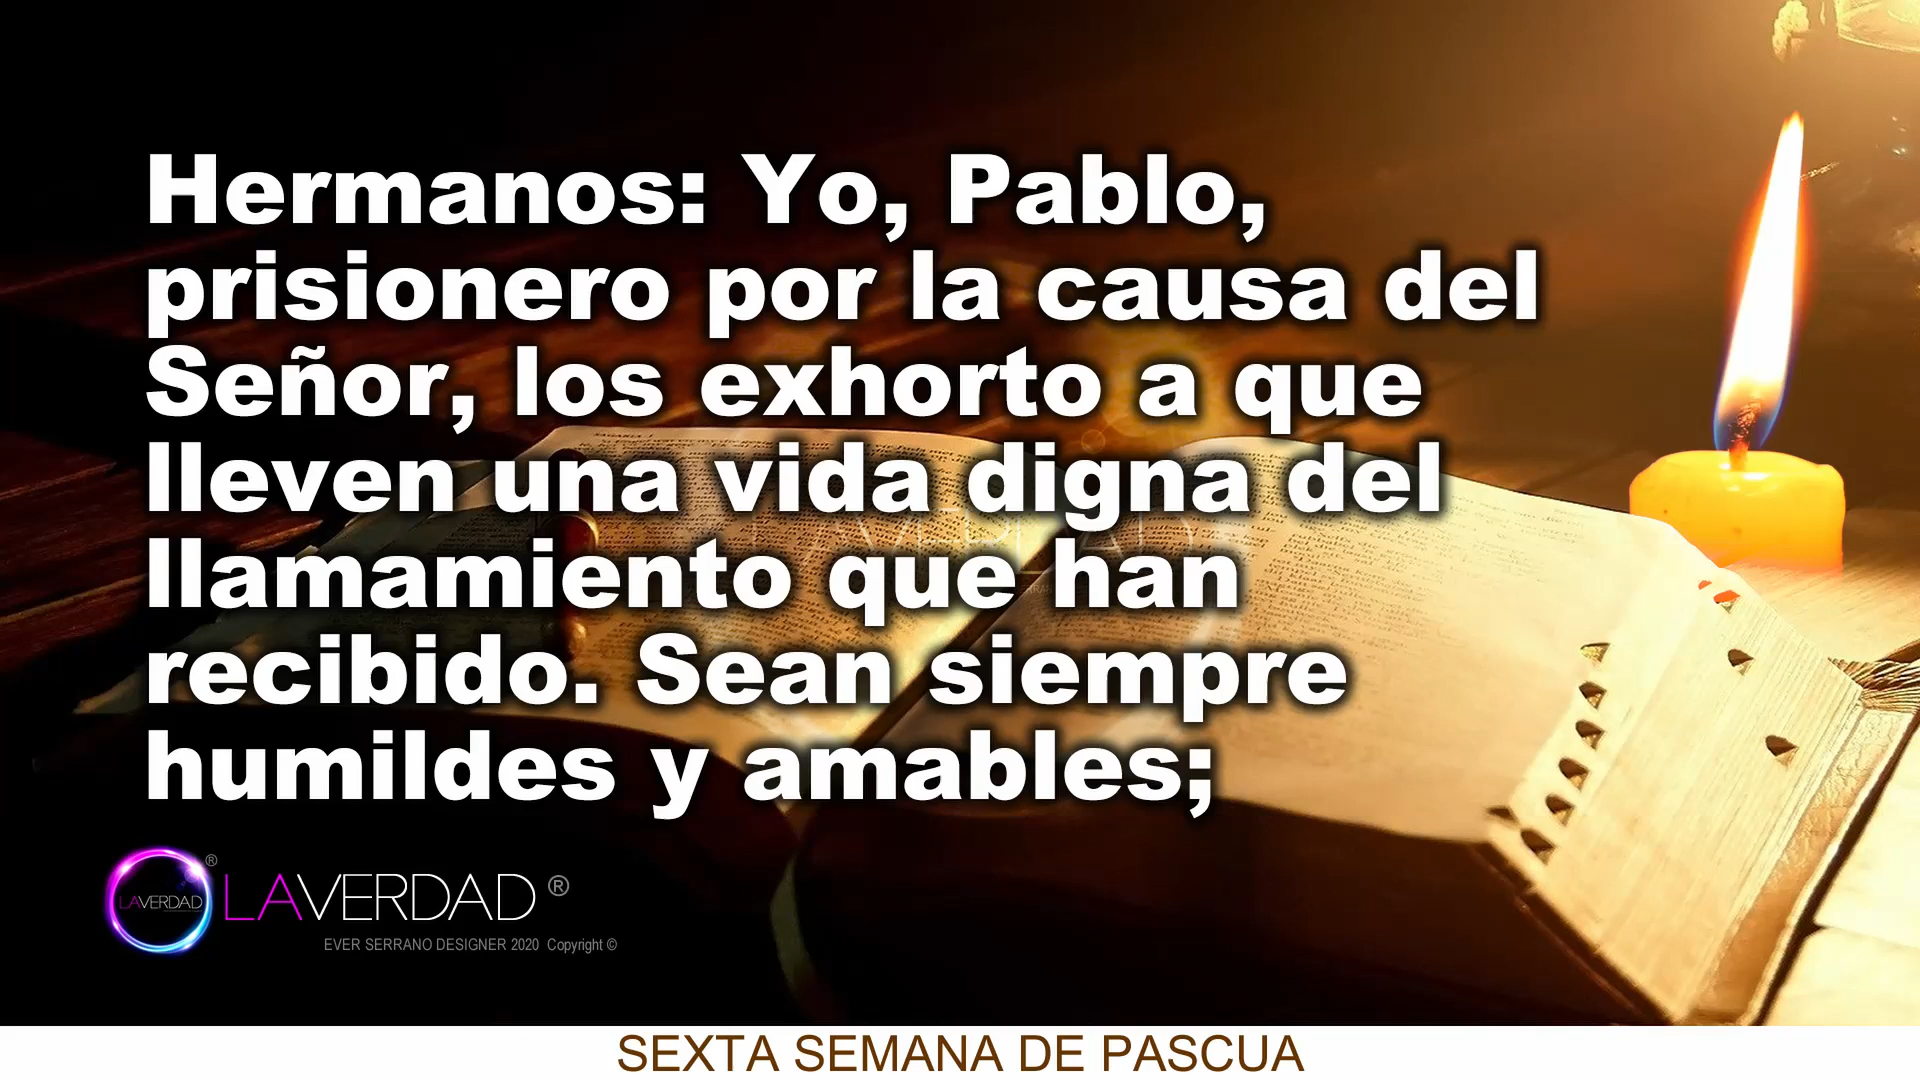 Hermanos: Yo, Pablo,
prisionero por la causa del
Señor, los exhorto a que
lleven una vida digna del
llamamiento que han
recibido. Sean siempre
humildes y amables;
LAVERDAD ®
LAVERDAD ®
EVER SERRANO DESIGNER 2020 Copyright ©
SEXTA SEMANA DE PASCUA